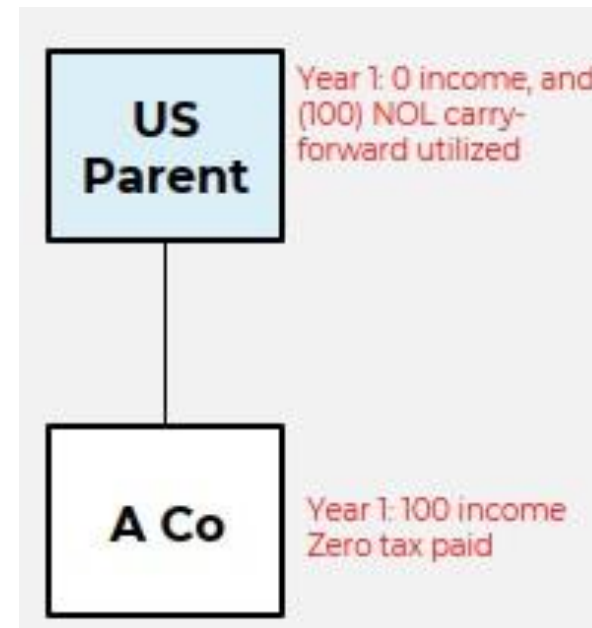 US
Parent
Year 1: 0 income, and
(100) NOL carry-
forward utilized
A Co
Year 1: 100 income
Zero tax paid